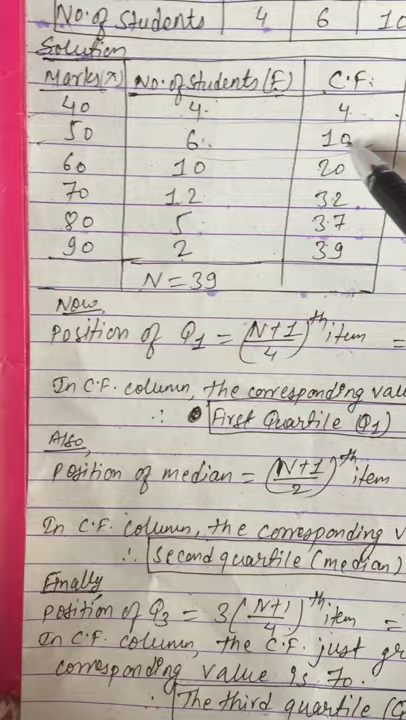 No. of Students 4 6 10
Solution
Marks(x) No. of Students (F) C.F.
40 4 4
50 6 10
60 10 20
70 12 32
80 5 37
90 2 39
N = 39
Now,
Position of Q1 = (N+1/4)th item =
In C.F. column, the corresponding valu
∴ First Quartile (Q1)
Also,
Position of median = (N+1/2)th item
In C.F. column, the corresponding v
∴ Second quartile (median)
Finally
Position of Q3 = 3(N+1/4)th item =
In C.F. column, the C.F. just gr
corresponding value is 70.
∴ The third quartile (Q